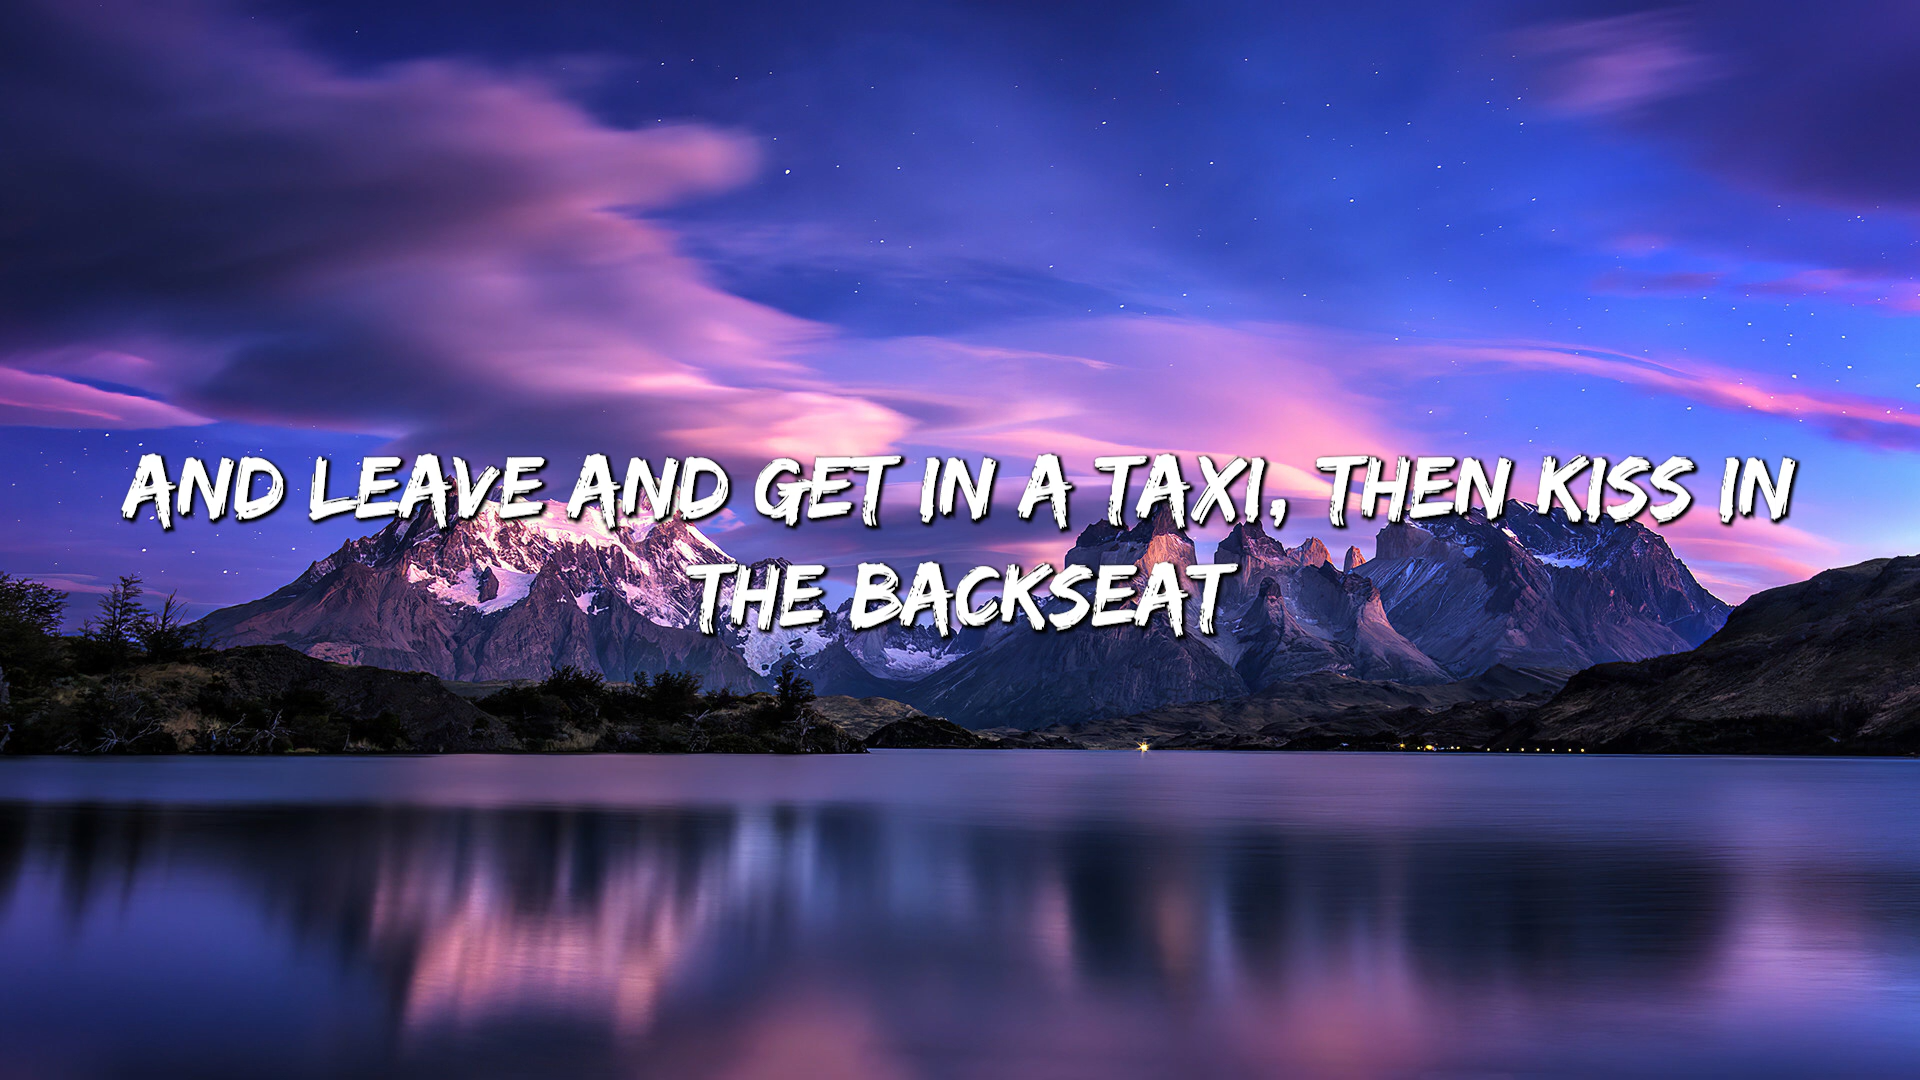 AND LEAVE AND GET IN A TAXI, THEN KISS IN
THE BACKSEAT